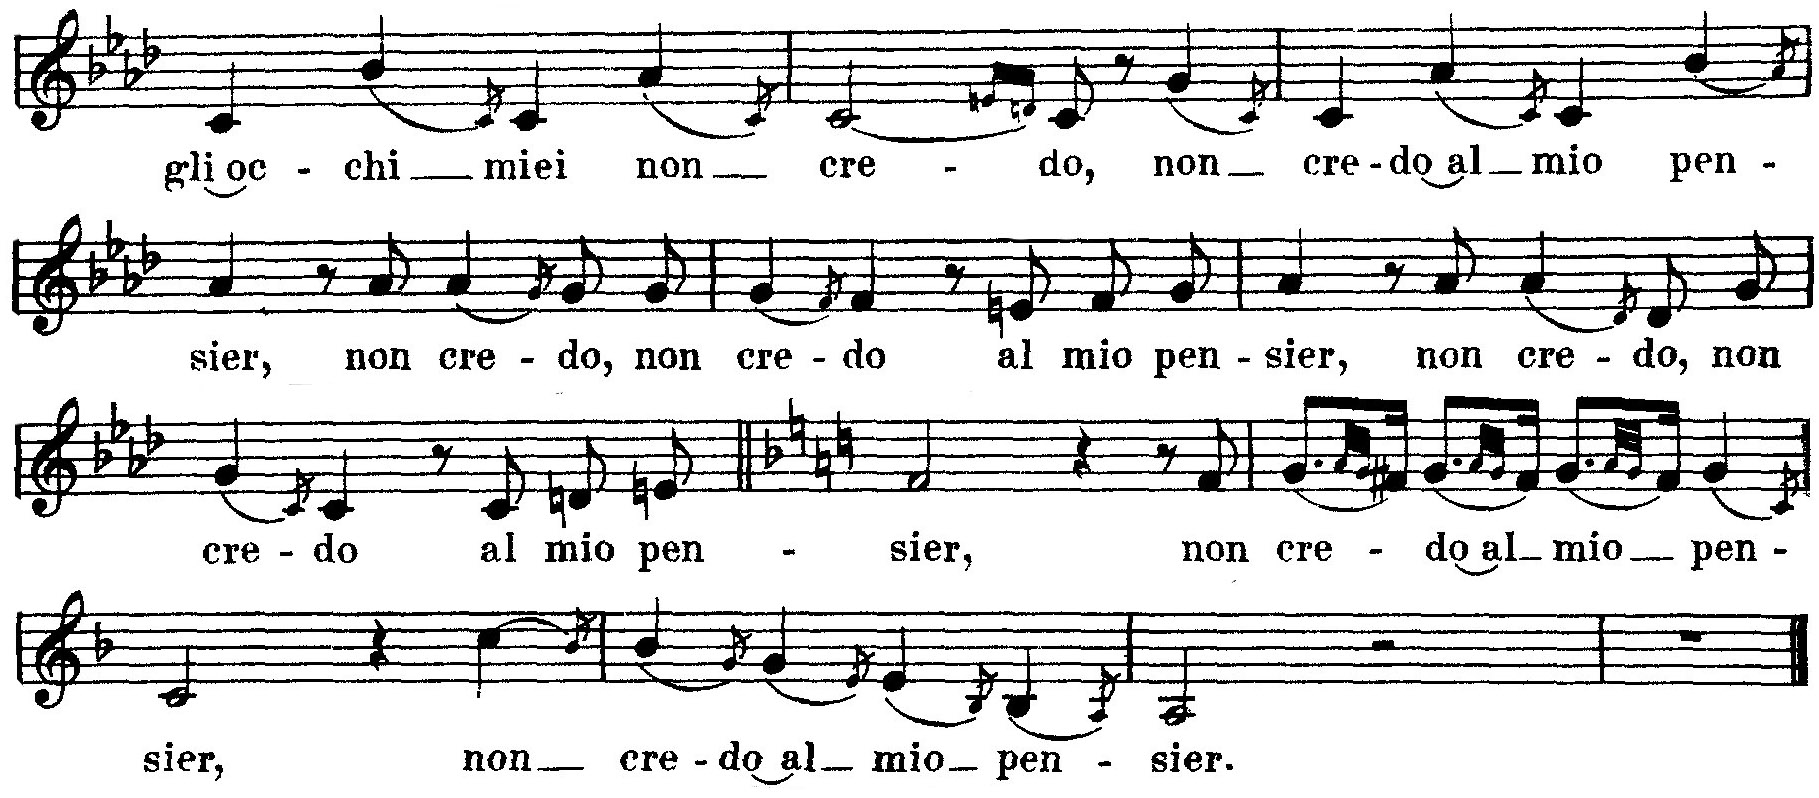 gli oc - chi miei non cre - do, non cre - do al mio pen -
sier, non cre - do, non cre - do al mio pen - sier, non cre - do, non
cre - do al mio pen - sier, non cre - do al mio pen -
sier, non cre - do al mio pen - sier.